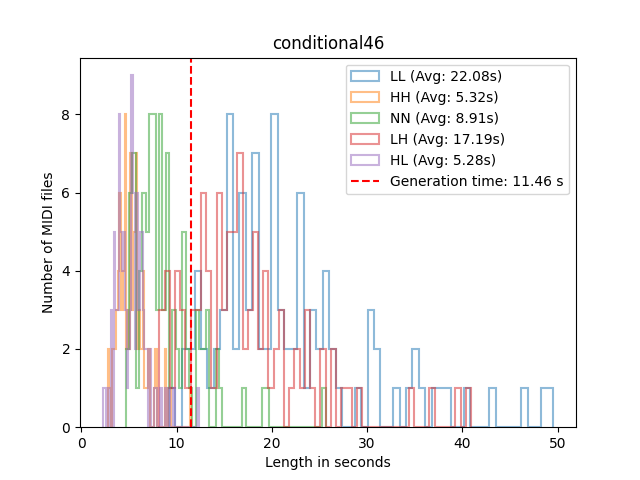 conditional46
LL (Avg: 22.08s)
HH (Avg: 5.32s)
NN (Avg: 8.91s)
LH (Avg: 17.19s)
HL (Avg: 5.28s)
Generation time: 11.46 s
Number of MIDI files
8
6
4
2
0
0 10 20 30 40 50
Length in seconds